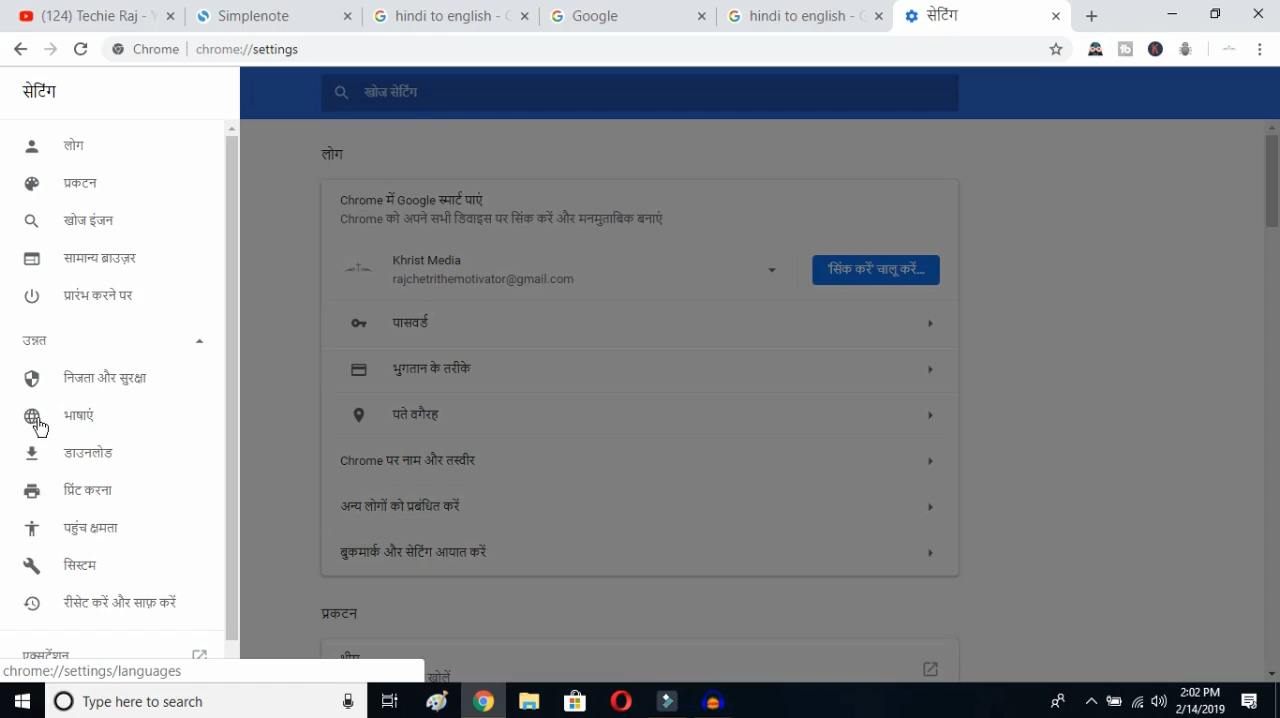 (124) Techie Raj - Y
Simplenote
hindi to english - G
Google
hindi to english - G
सेटिंग
Chrome
chrome://settings
सेटिंग
खोज सेटिंग
लोग
प्रकटन
खोज इंजन
सामान्य ब्राउज़र
प्रारंभ करने पर
उन्नत
निजता और सुरक्षा
भाषाएं
डाउनलोड
प्रिंट करना
पहुंच क्षमता
सिस्टम
रीसेट करें और साफ़ करें
एक्सटेंशन
chrome://settings/languages
लोग
Chrome में Google स्मार्ट पाएं
Chrome को अपने सभी डिवाइस पर सिंक करें और मनमुताबिक बनाएं
Khrist Media
rajchetrithemotivator@gmail.com
'सिंक करें' चालू करें...
पासवर्ड
भुगतान के तरीके
पते वगैरह
Chrome पर नाम और तस्वीर
अन्य लोगों को प्रबंधित करें
बुकमार्क और सेटिंग आयात करें
प्रकटन
थीम
खोलें
Type here to search
2:02 PM
2/14/2019